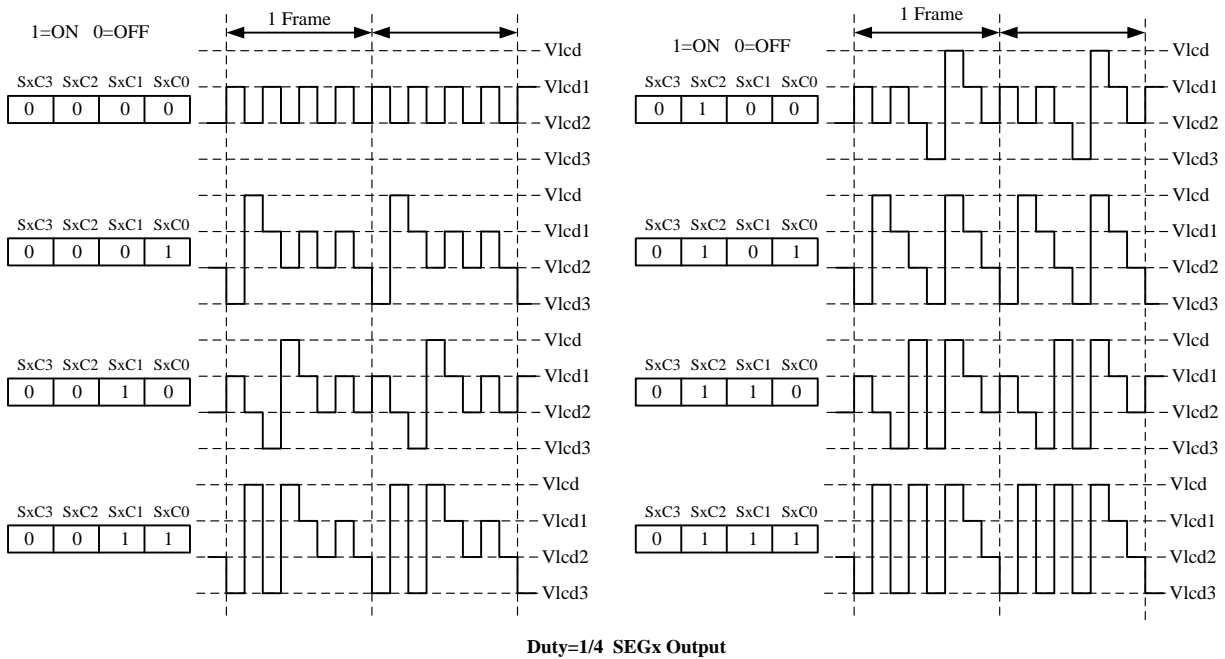 1 Frame
1=ON 0=OFF
Vlcd
SxC3 SxC2 SxC1 SxC0
Vlcd1
0 0 0 0
Vlcd2
Vlcd3
Vlcd
SxC3 SxC2 SxC1 SxC0
Vlcd1
0 0 0 1
Vlcd2
Vlcd3
Vlcd
SxC3 SxC2 SxC1 SxC0
Vlcd1
0 0 1 0
Vlcd2
Vlcd3
Vlcd
SxC3 SxC2 SxC1 SxC0
Vlcd1
0 0 1 1
Vlcd2
Vlcd3
1 Frame
1=ON 0=OFF
Vlcd
SxC3 SxC2 SxC1 SxC0
Vlcd1
0 1 0 0
Vlcd2
Vlcd3
Vlcd
SxC3 SxC2 SxC1 SxC0
Vlcd1
0 1 0 1
Vlcd2
Vlcd3
Vlcd
SxC3 SxC2 SxC1 SxC0
Vlcd1
0 1 1 0
Vlcd2
Vlcd3
Vlcd
SxC3 SxC2 SxC1 SxC0
Vlcd1
0 1 1 1
Vlcd2
Vlcd3
Duty=1/4 SEGx Output